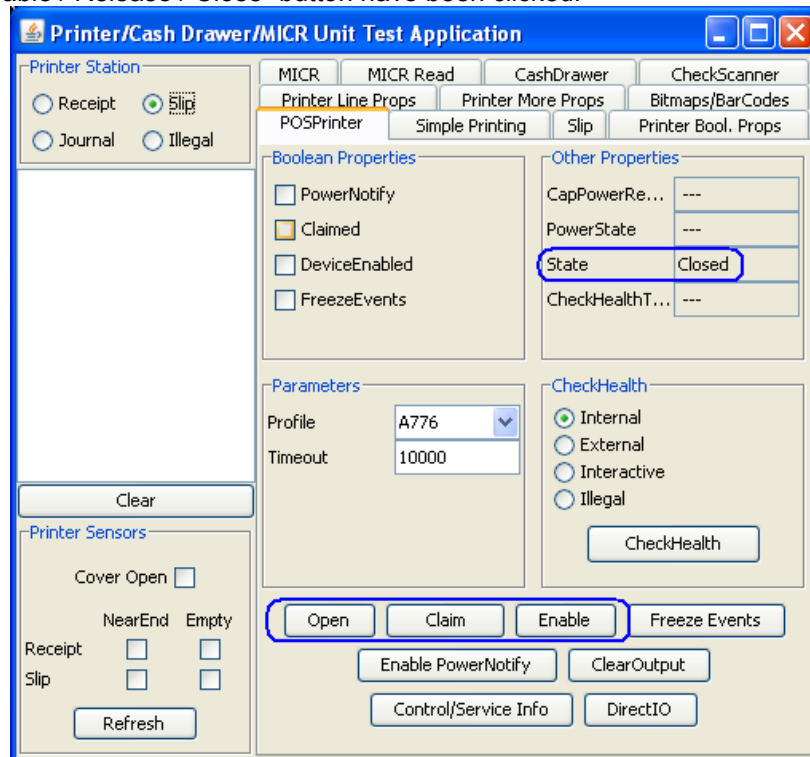 Printer/Cash Drawer/MICR Unit Test Application
Printer Station
Receipt Slip
Journal Illegal
Clear
Printer Sensors
Cover Open
NearEnd Empty
Receipt
Slip
Refresh
MICR MICR Read CashDrawer CheckScanner
Printer Line Props Printer More Props Bitmaps/BarCodes
POSPrinter Simple Printing Slip Printer Bool. Props
Boolean Properties
PowerNotify
Claimed
DeviceEnabled
FreezeEvents
Other Properties
CapPowerRe... ---
PowerState ---
State Closed
CheckHealthT... ---
Parameters
Profile A776
Timeout 10000
CheckHealth
Internal
External
Interactive
Illegal
CheckHealth
Open Claim Enable Freeze Events
Enable PowerNotify ClearOutput
Control/Service Info DirectIO